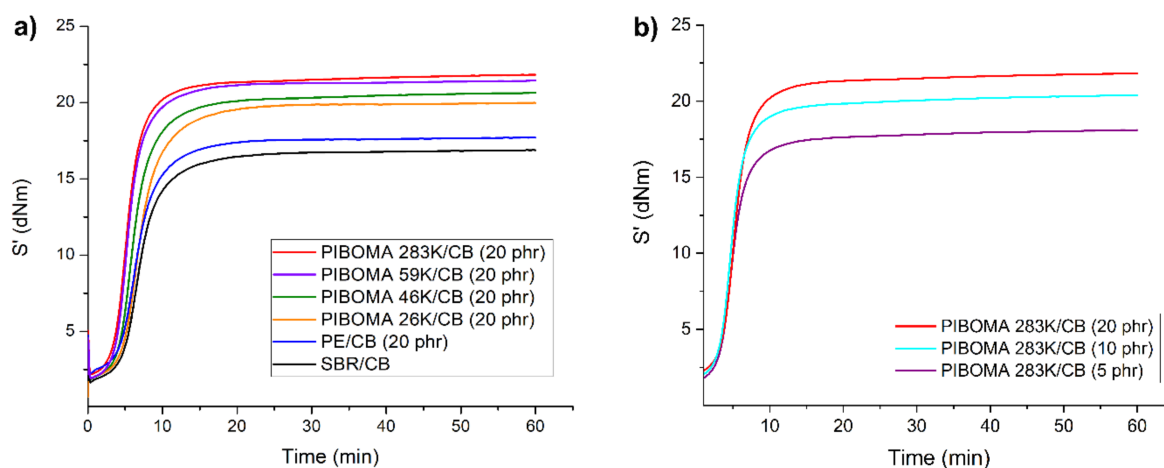 a)
25
20
15
10
5
S' (dNm)
0
10
20
30
40
50
60
Time (min)
PIBOMA 283K/CB (20 phr)
PIBOMA 59K/CB (20 phr)
PIBOMA 46K/CB (20 phr)
PIBOMA 26K/CB (20 phr)
PE/CB (20 phr)
SBR/CB
b)
25
20
15
10
5
S' (dNm)
10
20
30
40
50
60
Time (min)
PIBOMA 283K/CB (20 phr)
PIBOMA 283K/CB (10 phr)
PIBOMA 283K/CB (5 phr)